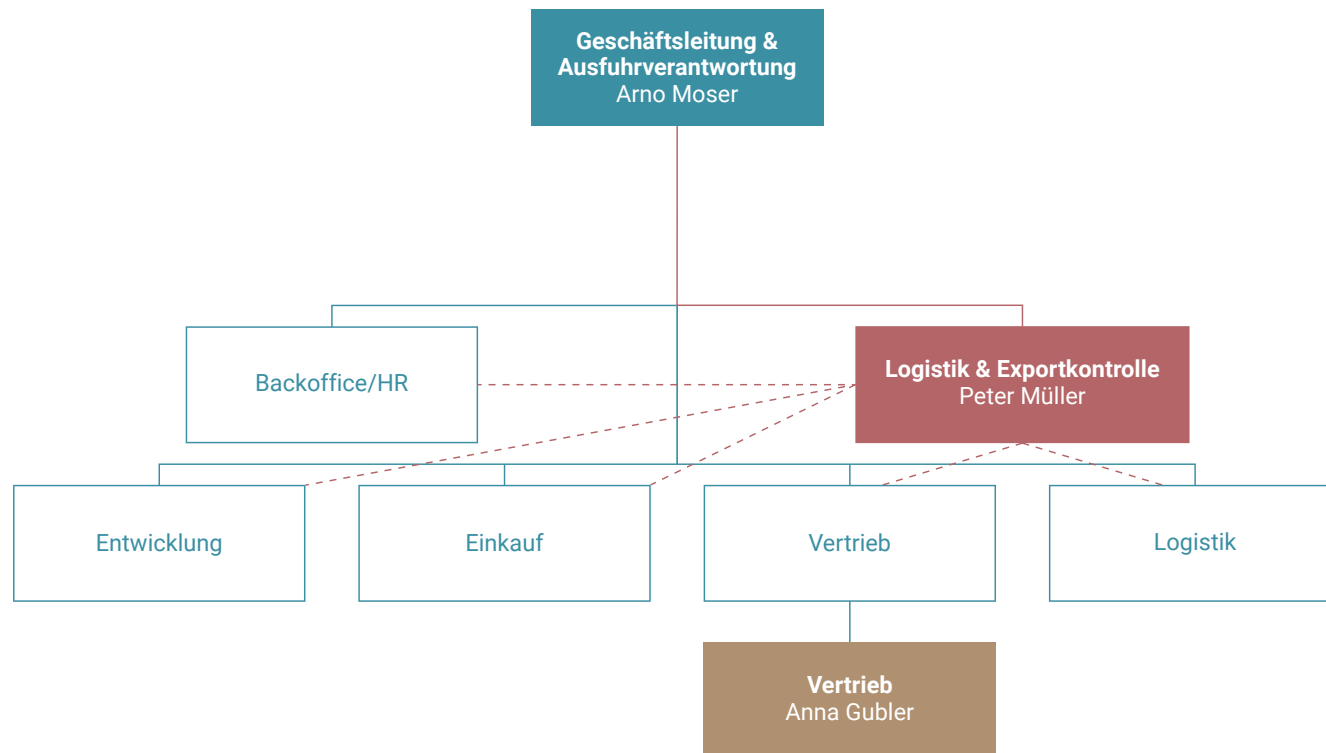 Geschäftsleitung &
Ausfuhrverantwortung
Arno Moser
Backoffice/HR
Logistik & Exportkontrolle
Peter Müller
Entwicklung
Einkauf
Vertrieb
Logistik
Vertrieb
Anna Gubler